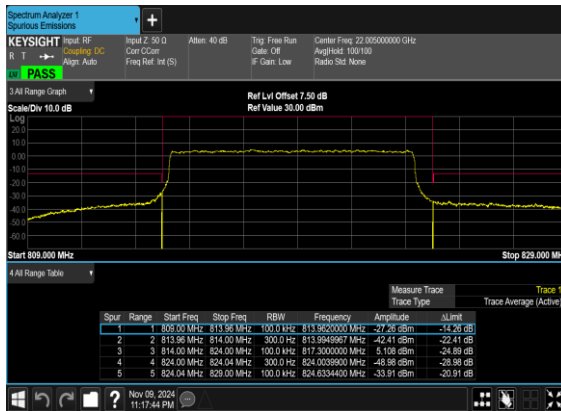 Spectrum Analyzer 1
Spurious Emissions
KEYSIGHT Input: RF Input Z: 50 Ω Atten: 40 dB Trig: Free Run Center Freq: 22.005000000 GHz
R T Coupling: DC Corr CCorr Gate: Off Avg|Hold: 100/100
Align: Auto Freq Ref: Int (S) IF Gain: Low Radio Std: None
PASS
3 All Range Graph
Ref Lvl Offset 7.50 dB
Scale/Div 10.0 dB Ref Value 30.00 dBm
Log
20.0
10.0
0.00
-10.0
-20.0
-30.0
-40.0
-50.0
-60.0
Start 809.000 MHz Stop 829.000 MHz
4 All Range Table
Measure Trace Trace 1
Trace Type Trace Average (Active)
Spur Range Start Freq Stop Freq RBW Frequency Amplitude ΔLimit
1 1 809.00 MHz 813.96 MHz 100.0 kHz 813.9620000 MHz -27.26 dBm -14.26 dB
2 2 813.96 MHz 814.00 MHz 300.0 Hz 813.9949967 MHz -42.41 dBm -22.41 dB
3 3 814.00 MHz 824.00 MHz 100.0 kHz 817.3000000 MHz 5.108 dBm -24.89 dB
4 4 824.00 MHz 824.04 MHz 300.0 Hz 824.0039900 MHz -48.98 dBm -28.98 dB
5 5 824.04 MHz 829.00 MHz 100.0 kHz 824.6334400 MHz -33.91 dBm -20.91 dB
? Nov 09, 2024
11:17:44 PM